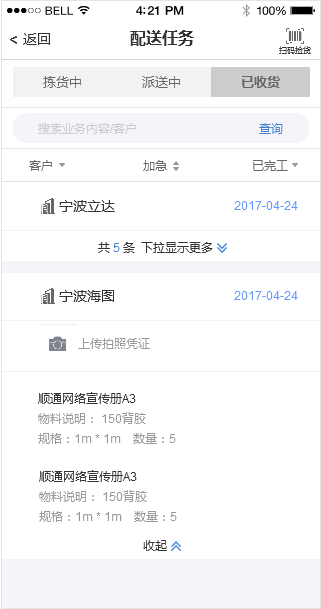 BELL 4:21 PM 100%
< 返回 配送任务 扫码捡货
拣货中 派送中 已收货
搜索业务内容/客户 查询
客户 加急 已完工
宁波立达 2017-04-24
共 5 条 下拉显示更多
宁波海图 2017-04-24
上传拍照凭证
顺通网络宣传册A3
物料说明： 150背胶
规格：1m * 1m 数量：5
顺通网络宣传册A3
物料说明： 150背胶
规格：1m * 1m 数量：5
收起